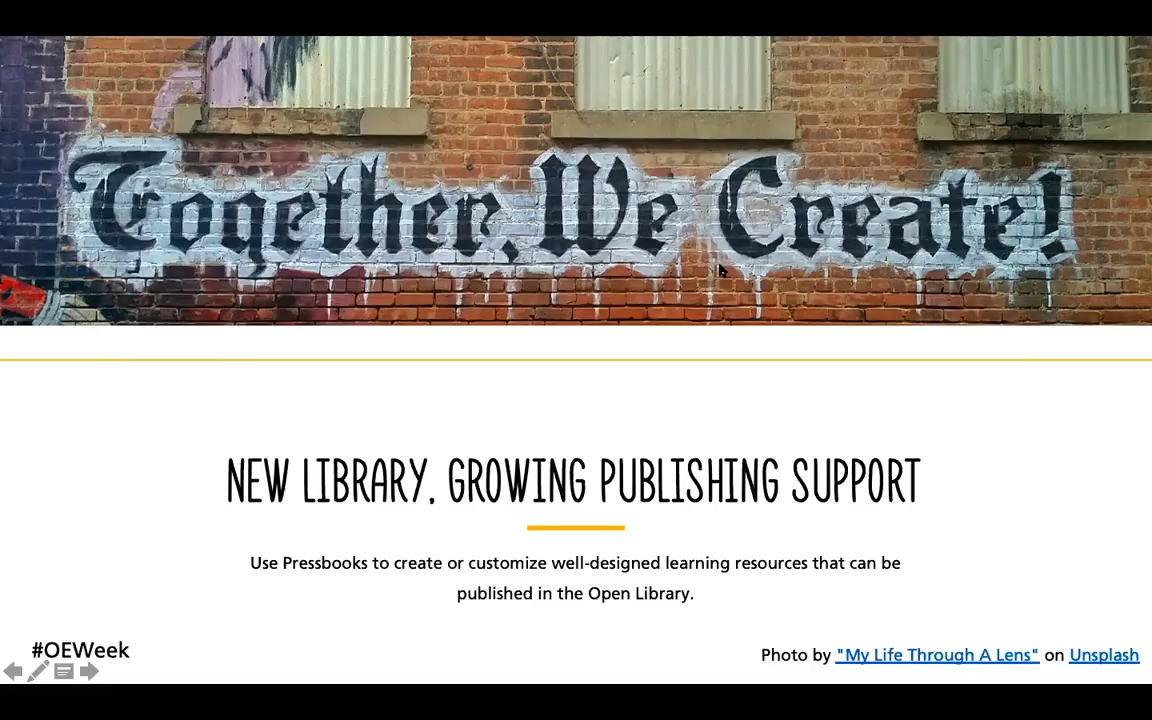 Together, We Create!
NEW LIBRARY, GROWING PUBLISHING SUPPORT
Use Pressbooks to create or customize well-designed learning resources that can be
published in the Open Library.
#OEWeek
Photo by "My Life Through A Lens" on Unsplash